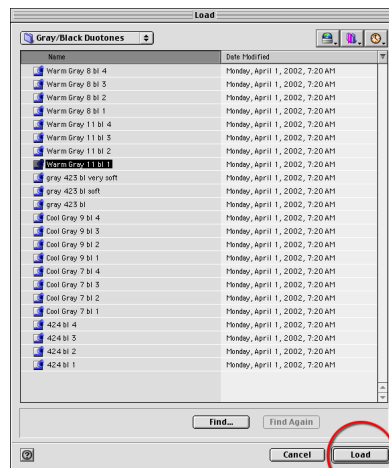 Load
Gray/Black Duotones
Name Date Modified
Warm Gray 8 bl 4 Monday, April 1, 2002, 7:20 AM
Warm Gray 8 bl 3 Monday, April 1, 2002, 7:20 AM
Warm Gray 8 bl 2 Monday, April 1, 2002, 7:20 AM
Warm Gray 8 bl 1 Monday, April 1, 2002, 7:20 AM
Warm Gray 11 bl 4 Monday, April 1, 2002, 7:20 AM
Warm Gray 11 bl 3 Monday, April 1, 2002, 7:20 AM
Warm Gray 11 bl 2 Monday, April 1, 2002, 7:20 AM
Warm Gray 11 bl 1 Monday, April 1, 2002, 7:20 AM
gray 423 bl very soft Monday, April 1, 2002, 7:20 AM
gray 423 bl soft Monday, April 1, 2002, 7:20 AM
gray 423 bl Monday, April 1, 2002, 7:20 AM
Cool Gray 9 bl 4 Monday, April 1, 2002, 7:20 AM
Cool Gray 9 bl 3 Monday, April 1, 2002, 7:20 AM
Cool Gray 9 bl 2 Monday, April 1, 2002, 7:20 AM
Cool Gray 9 bl 1 Monday, April 1, 2002, 7:20 AM
Cool Gray 7 bl 4 Monday, April 1, 2002, 7:20 AM
Cool Gray 7 bl 3 Monday, April 1, 2002, 7:20 AM
Cool Gray 7 bl 2 Monday, April 1, 2002, 7:20 AM
Cool Gray 7 bl 1 Monday, April 1, 2002, 7:20 AM
424 bl 4 Monday, April 1, 2002, 7:20 AM
424 bl 3 Monday, April 1, 2002, 7:20 AM
424 bl 2 Monday, April 1, 2002, 7:20 AM
424 bl 1 Monday, April 1, 2002, 7:20 AM
Find... Find Again
? Cancel Load